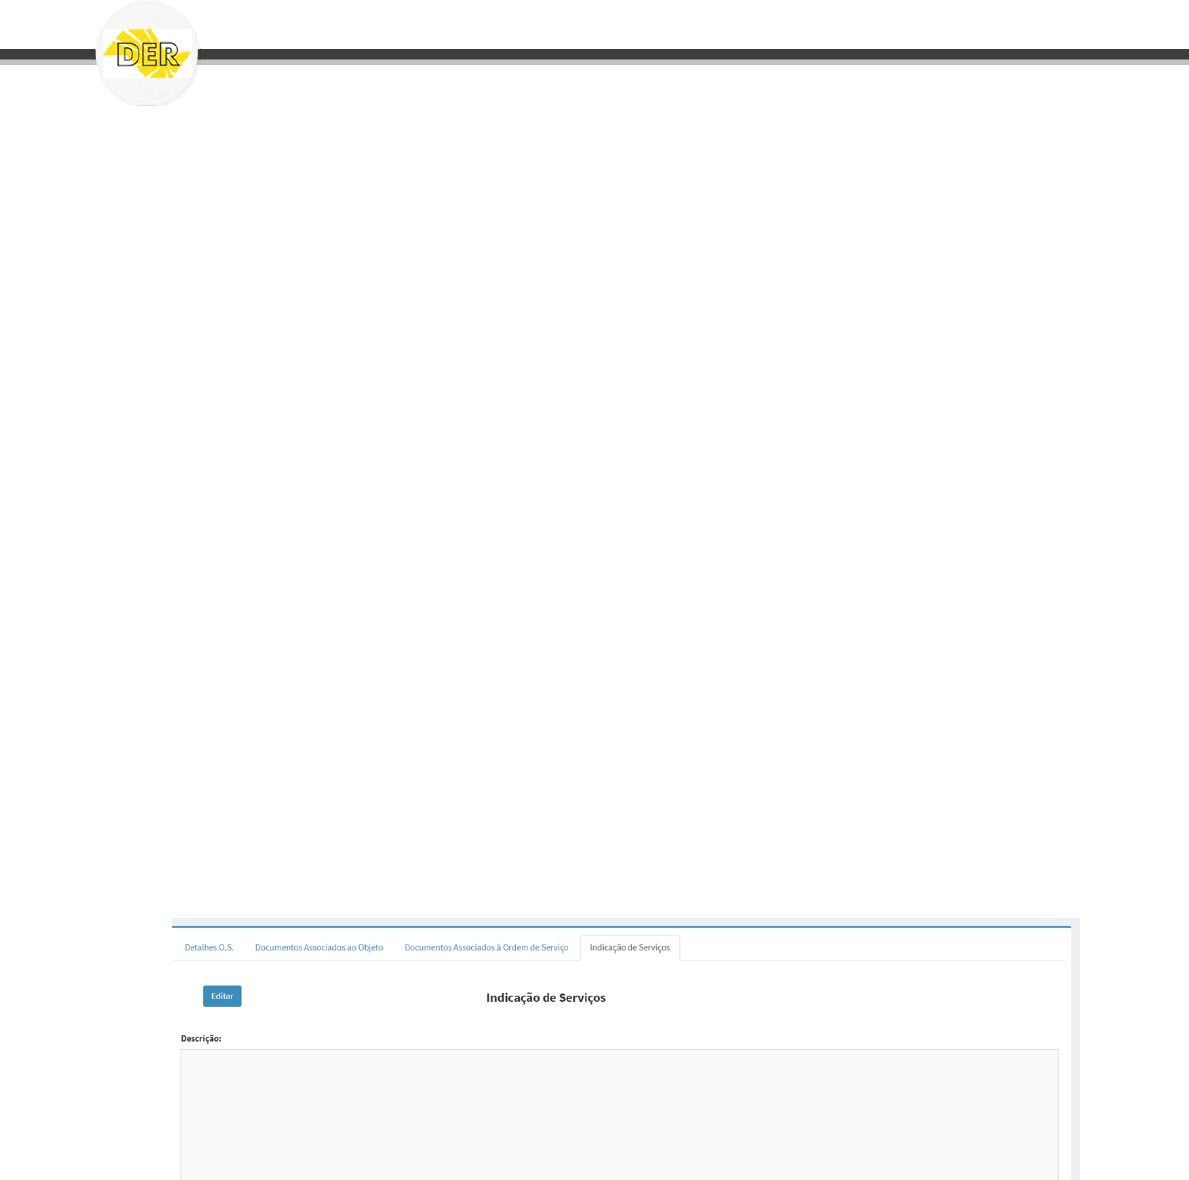 DER
Detalhes O.S. Documentos Associados ao Objeto Documentos Associados à Ordem de Serviço Indicação de Serviços
Editar Indicação de Serviços
Descrição: